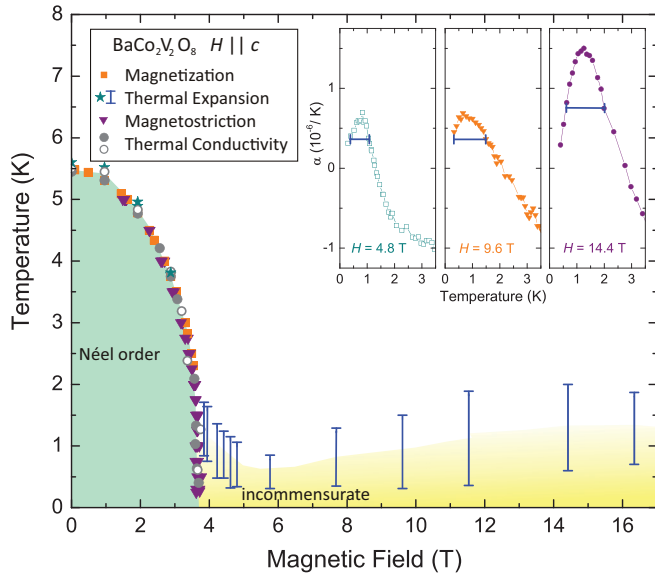 BaCo₂V₂O₈ H || c
Magnetization
Thermal Expansion
Magnetostriction
Thermal Conductivity
Temperature (K)
8
7
6
5
4
3
2
1
0
Néel order
incommensurate
0 2 4 6 8 10 12 14 16
Magnetic Field (T)
α (10⁻⁶/ K)
1
0
-1
H = 4.8 T
H = 9.6 T
H = 14.4 T
0 1 2 3
0 1 2 3
0 1 2 3
Temperature (K)